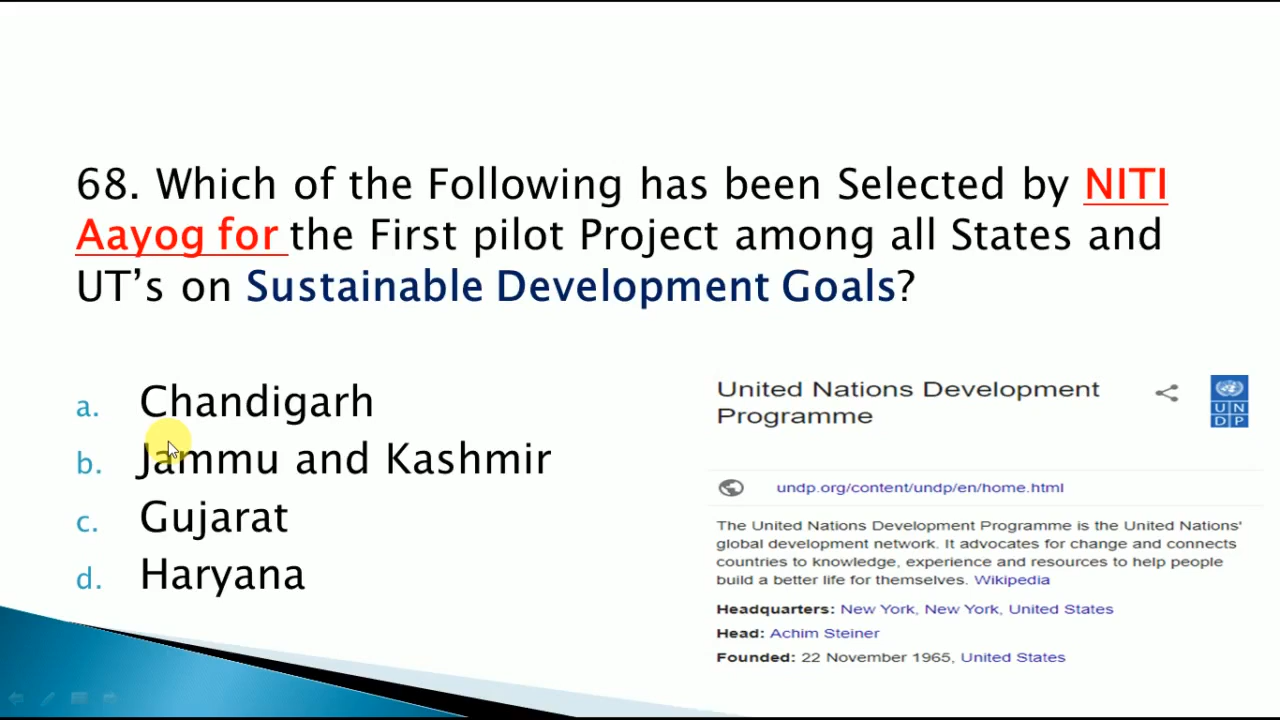 68. Which of the Following has been Selected by NITI
Aayog for the First pilot Project among all States and
UT’s on Sustainable Development Goals?
a. Chandigarh
b. Jammu and Kashmir
c. Gujarat
d. Haryana
United Nations Development
Programme
U N
D P
undp.org/content/undp/en/home.html
The United Nations Development Programme is the United Nations'
global development network. It advocates for change and connects
countries to knowledge, experience and resources to help people
build a better life for themselves. Wikipedia
Headquarters: New York, New York, United States
Head: Achim Steiner
Founded: 22 November 1965, United States